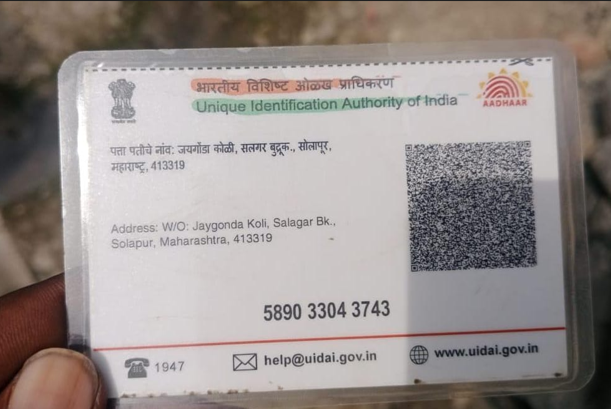 भारतीय विशिष्ट ओळख प्राधिकरण
Unique Identification Authority of India
AADHAAR
पत्ता पतीचे नांव: जयगोंडा कोळी, सलगर बुद्रूक., सोलापूर,
महाराष्ट्र, 413319
Address: W/O: Jaygonda Koli, Salagar Bk.,
Solapur, Maharashtra, 413319
5890 3304 3743
1947
help@uidai.gov.in
www.uidai.gov.in